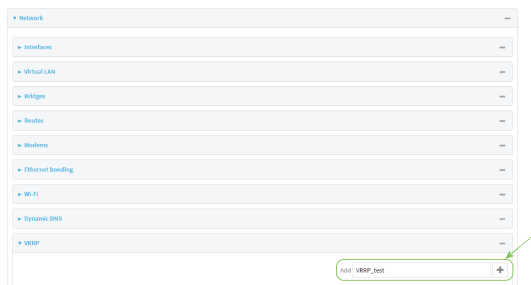 Network
Interfaces
Virtual LAN
Bridges
Routes
Modems
Ethernet bonding
Wi-Fi
Dynamic DNS
VRRP
Add VRRP_test